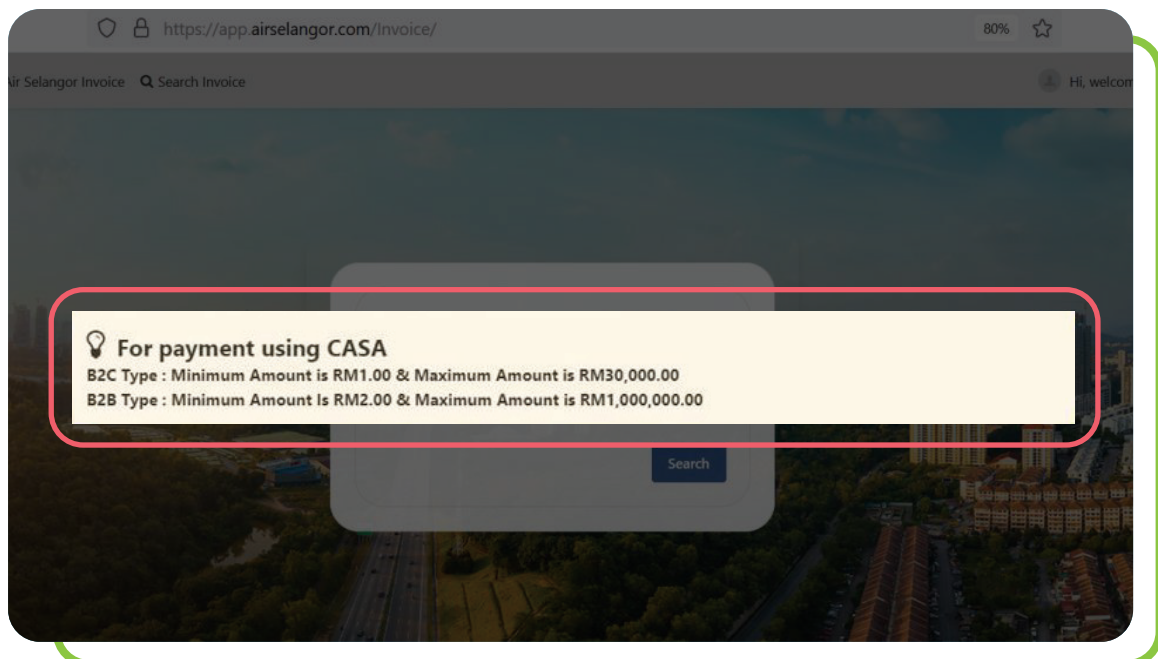 https://app.airselangor.com/Invoice/ 80%
Air Selangor Invoice Search Invoice Hi, welcom
For payment using CASA
B2C Type : Minimum Amount is RM1.00 & Maximum Amount is RM30,000.00
B2B Type : Minimum Amount Is RM2.00 & Maximum Amount is RM1,000,000.00
Search